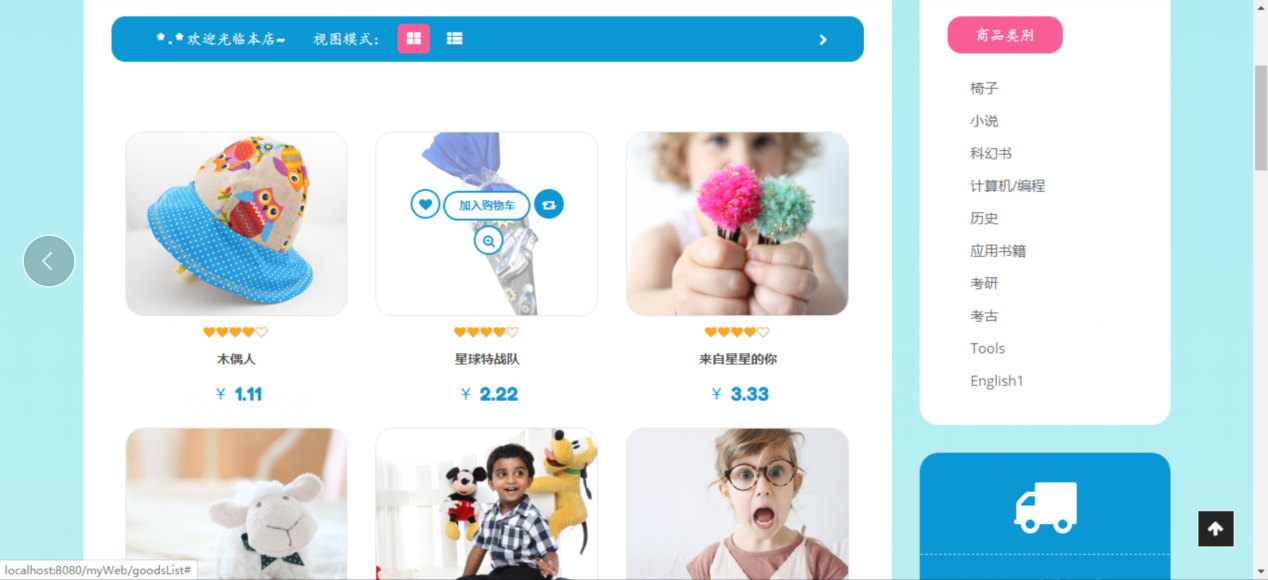 *.*欢迎光临本店~ 视图模式:
商品类别
椅子
小说
科幻书
计算机/编程
历史
应用书籍
考研
考古
Tools
English1
加入购物车
木偶人
星球特战队
来自星星的你
¥ 1.11
¥ 2.22
¥ 3.33
localhost:8080/myWeb/goodsList#